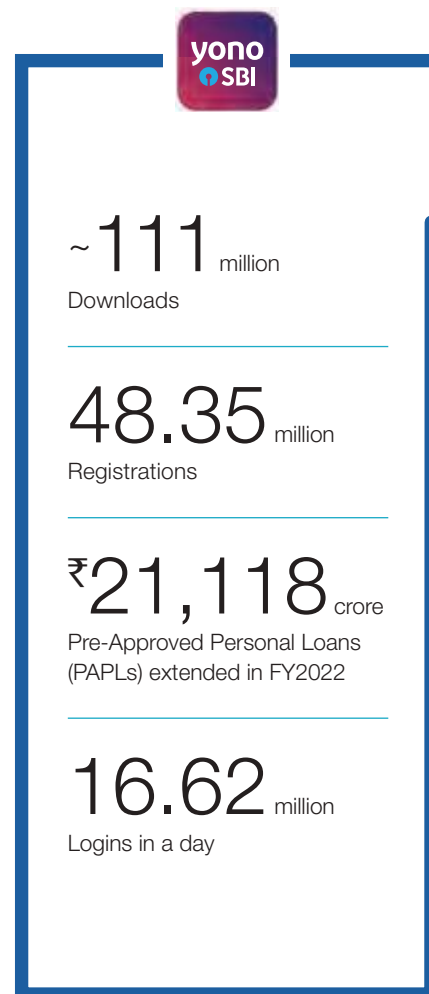 yono
SBI
~111 million
Downloads
48.35 million
Registrations
₹21,118 crore
Pre-Approved Personal Loans
(PAPLs) extended in FY2022
16.62 million
Logins in a day